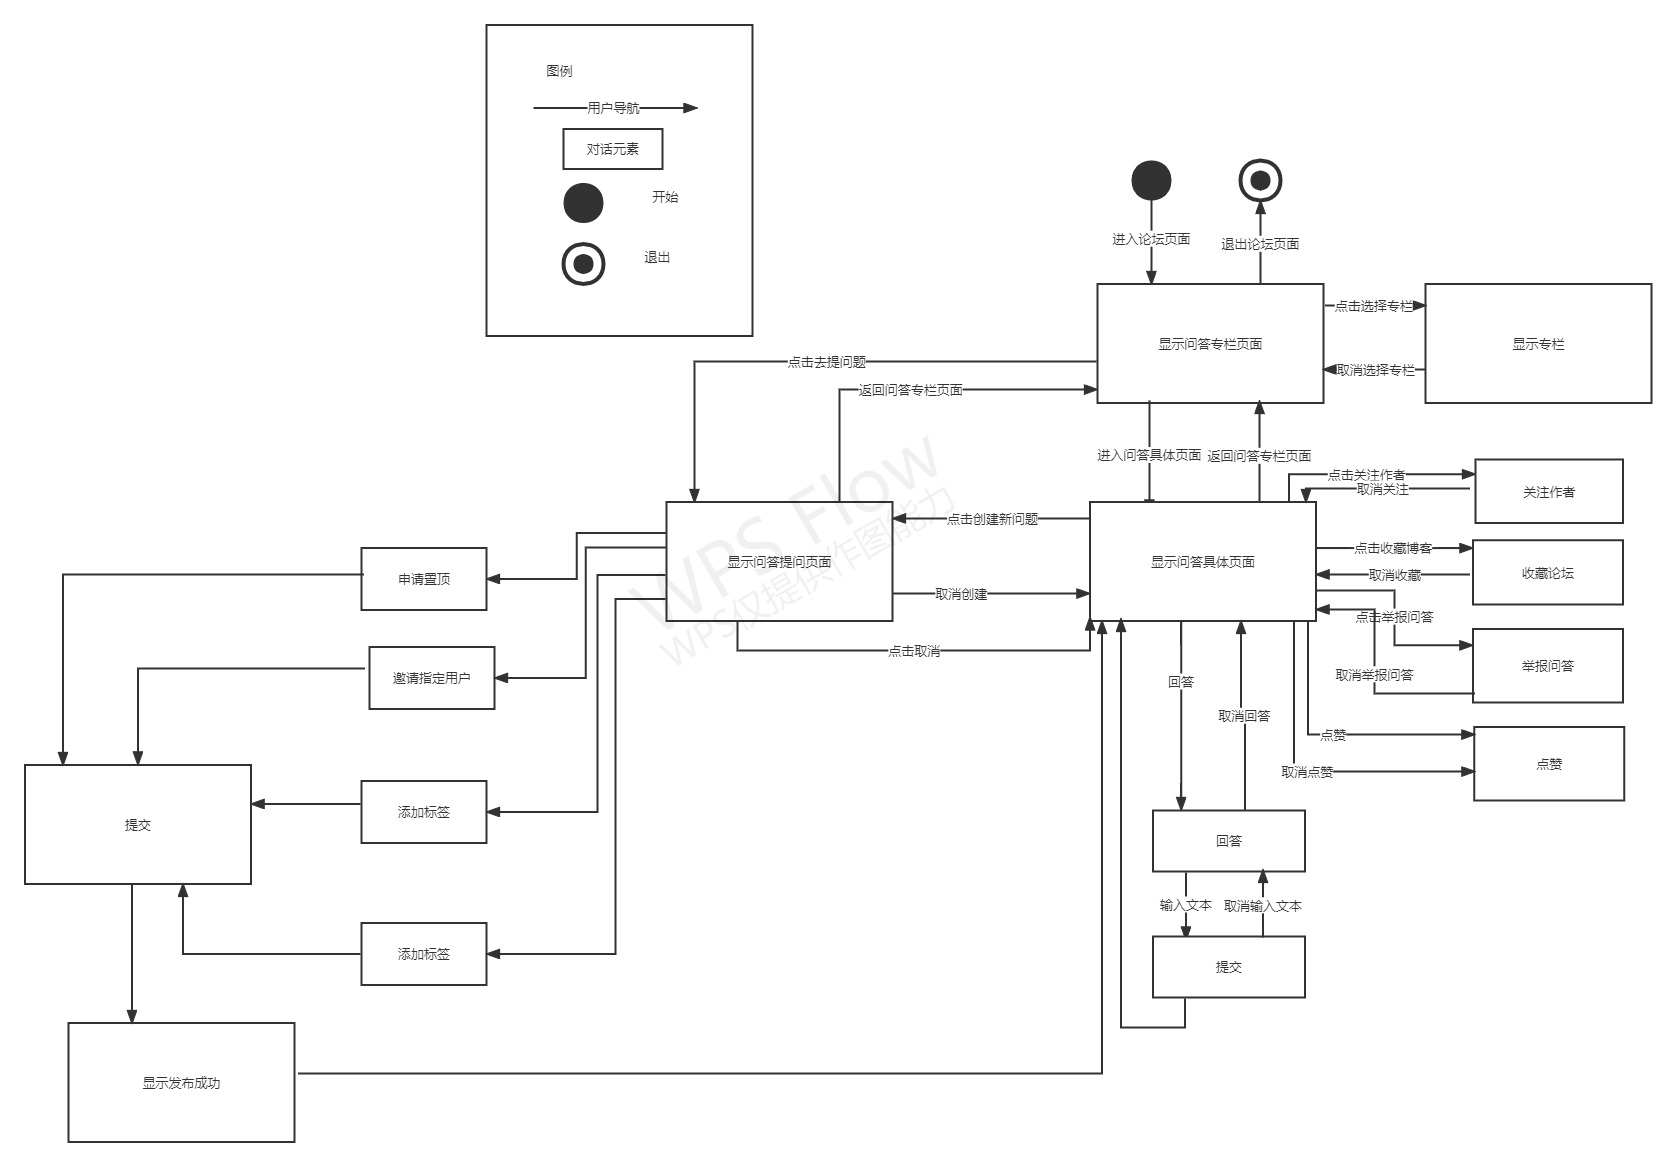 图例
用户导航
对话元素
开始
退出
进入论坛页面
退出论坛页面
点击选择专栏
显示问答专栏页面
显示专栏
取消选择专栏
点击去提问题
返回问答专栏页面
进入问答具体页面
返回问答专栏页面
点击关注作者
取消关注
关注作者
点击创建新问题
显示问答提问页面
显示问答具体页面
点击收藏博客
取消收藏
收藏论坛
取消创建
点击举报问答
举报问答
取消举报问答
点击取消
回答
取消回答
点赞
取消点赞
点赞
申请置顶
邀请指定用户
添加标签
提交
添加标签
回答
输入文本
取消输入文本
提交
显示发布成功
WPS Flow
WPS仅提供作图能力